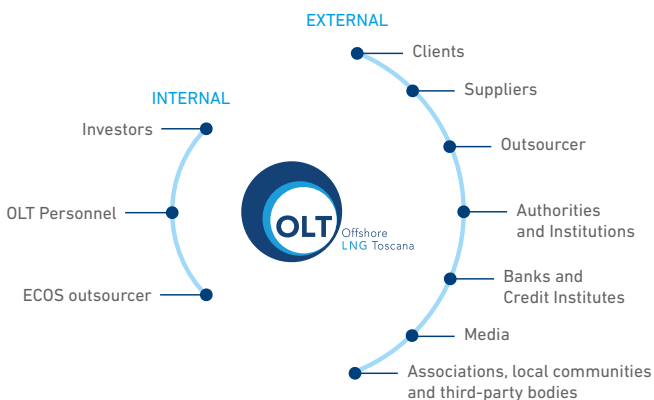 EXTERNAL
Clients
Suppliers
Outsourcer
Authorities
and Institutions
Banks and
Credit Institutes
Media
Associations, local communities
and third-party bodies
INTERNAL
Investors
OLT Personnel
ECOS outsourcer
OLT
Offshore
LNG Toscana